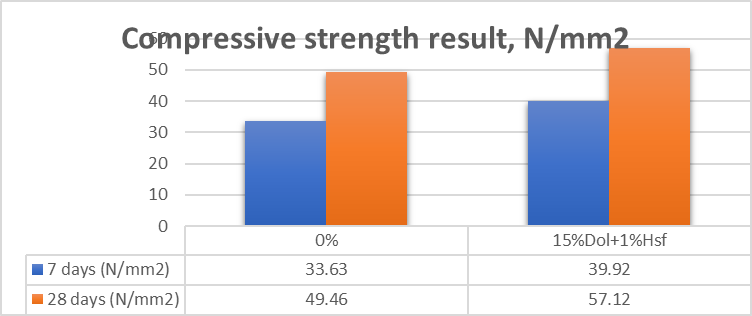 Compressive strength result, N/mm2
60
50
40
30
20
10
0
0% 15%Dol+1%Hsf
7 days (N/mm2) 33.63 39.92
28 days (N/mm2) 49.46 57.12